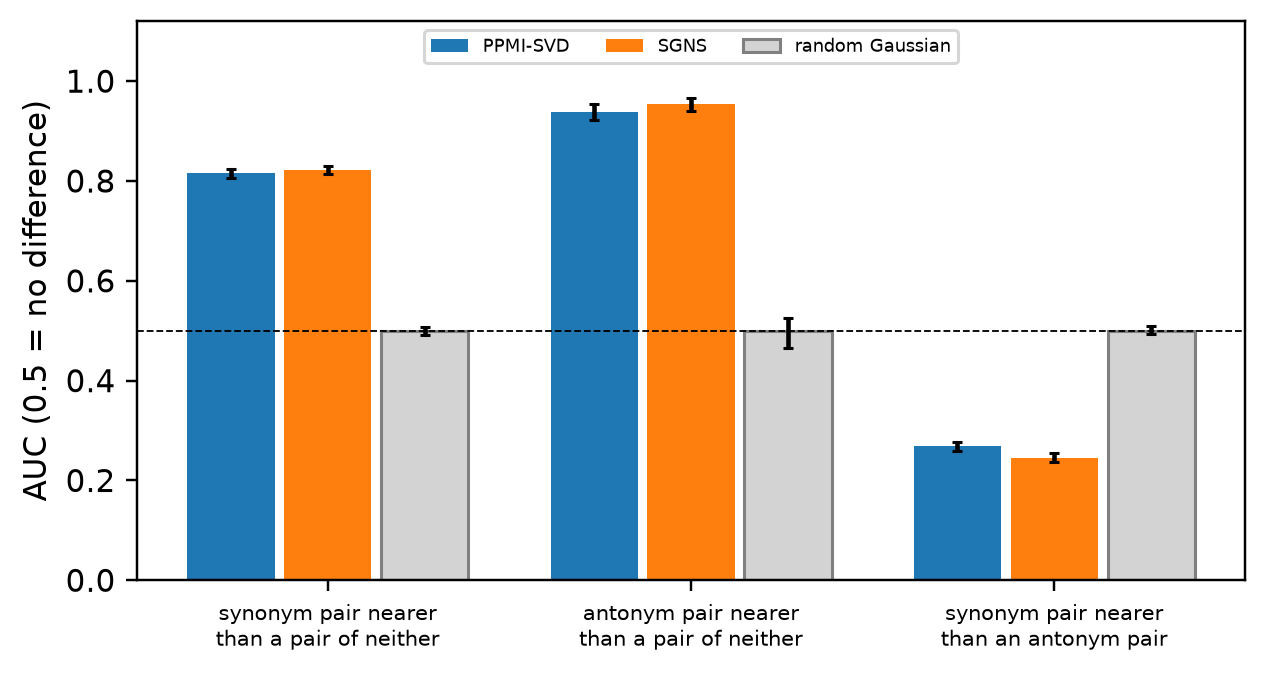 PPMI-SVD SGNS random Gaussian
AUC (0.5 = no difference)
1.0
0.8
0.6
0.4
0.2
0.0
synonym pair nearer
than a pair of neither
antonym pair nearer
than a pair of neither
synonym pair nearer
than an antonym pair